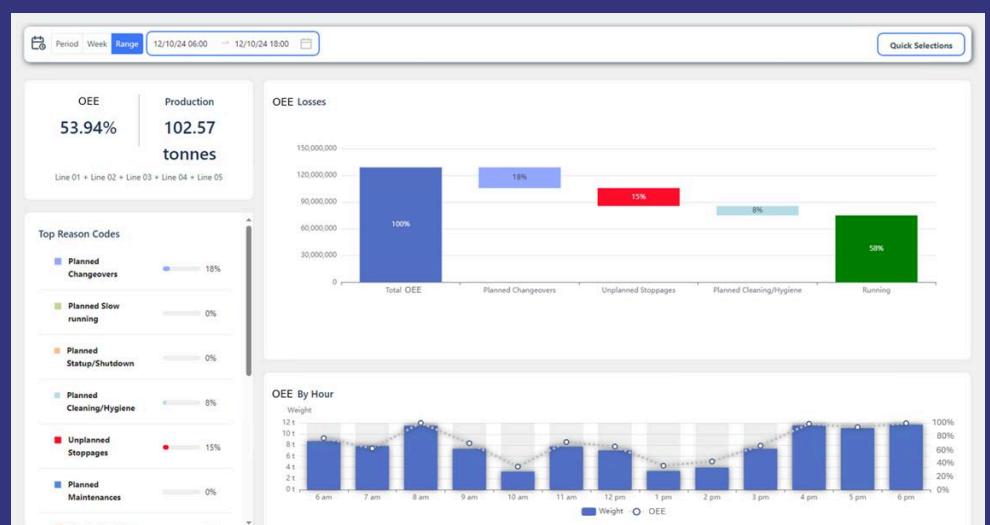 Period Week Range 12/10/24 06:00 → 12/10/24 18:00 Quick Selections
OEE
53.94%
Production
102.57
tonnes
Line 01 + Line 02 + Line 03 + Line 04 + Line 05
Top Reason Codes
Planned
Changeovers
18%
Planned Slow
running
0%
Planned
Statup/Shutdown
0%
Planned
Cleaning/Hygiene
8%
Unplanned
Stoppages
15%
Planned
Maintenances
0%
OEE Losses
150,000,000
120,000,000
90,000,000
60,000,000
30,000,000
0
100%
18%
15%
8%
58%
Total OEE Planned Changeovers Unplanned Stoppages Planned Cleaning/Hygiene Running
OEE By Hour
Weight
12 t
10 t
8 t
6 t
4 t
2 t
0 t
100%
80%
60%
40%
20%
0%
6 am 7 am 8 am 9 am 10 am 11 am 12 pm 1 pm 2 pm 3 pm 4 pm 5 pm 6 pm
Weight OEE